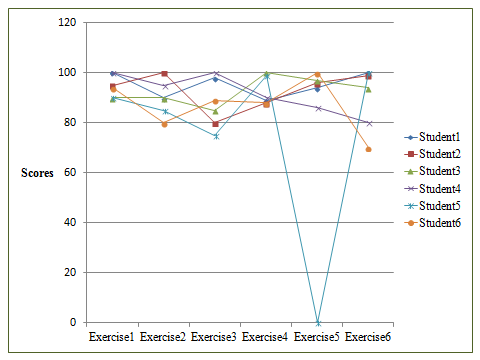 120
100
80
60
40
20
0
Scores
Exercise1 Exercise2 Exercise3 Exercise4 Exercise5 Exercise6
Student1
Student2
Student3
Student4
Student5
Student6